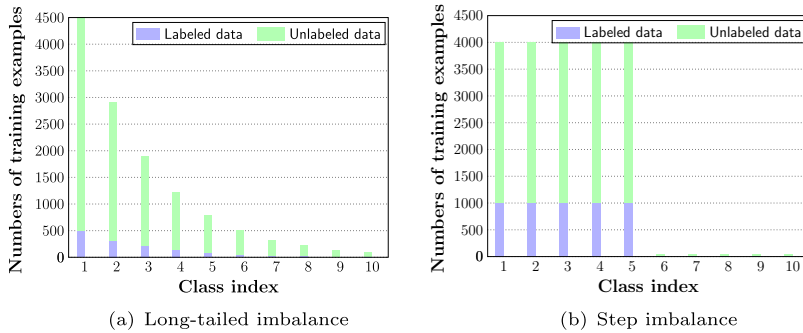 Numbers of training examples
4500
4000
3500
3000
2500
2000
1500
1000
500
0
Labeled data Unlabeled data
1 2 3 4 5 6 7 8 9 10
Class index
(a) Long-tailed imbalance
Numbers of training examples
4500
4000
3500
3000
2500
2000
1500
1000
500
0
Labeled data Unlabeled data
1 2 3 4 5 6 7 8 9 10
Class index
(b) Step imbalance